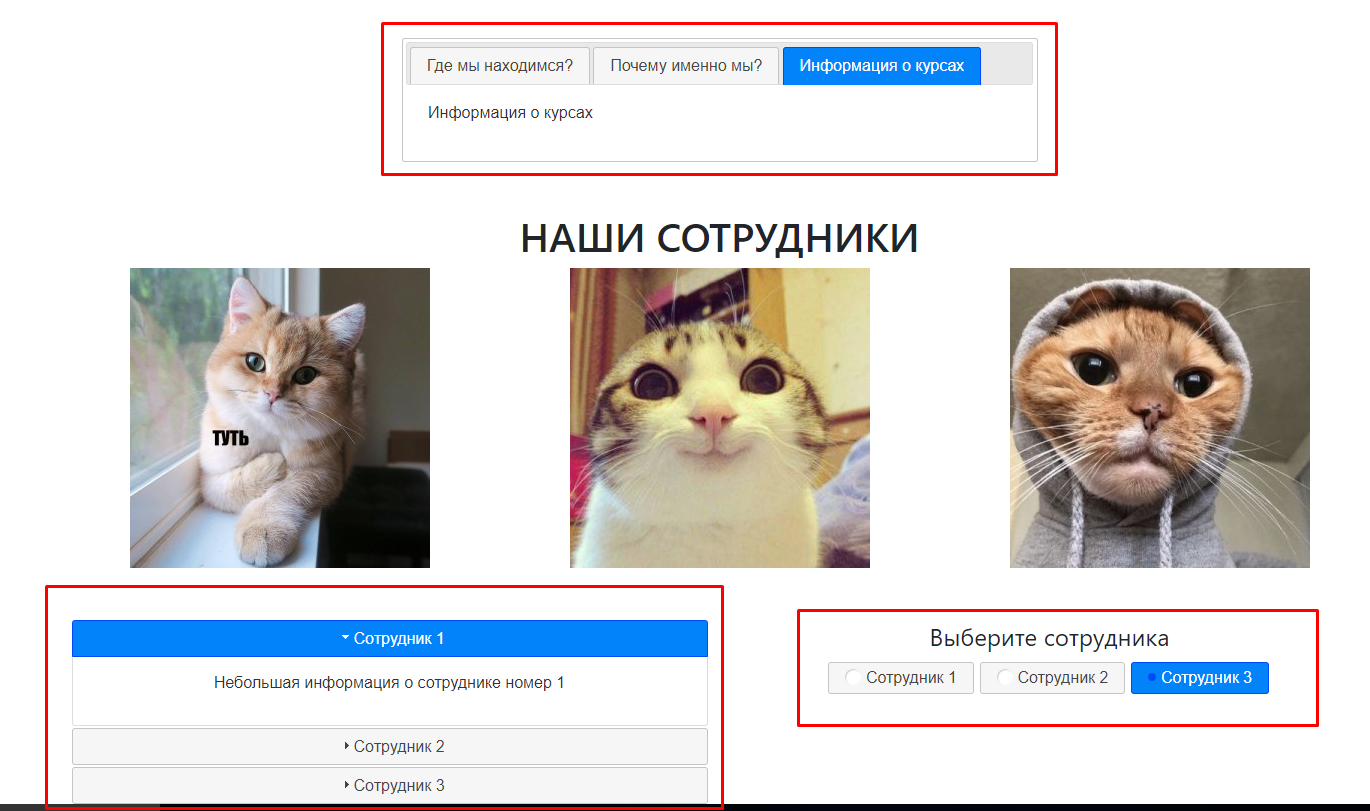 Где мы находимся? Почему именно мы? Информация о курсах
Информация о курсах
НАШИ СОТРУДНИКИ
ТУТЬ
Сотрудник 1
Небольшая информация о сотруднике номер 1
Сотрудник 2
Сотрудник 3
Выберите сотрудника
Сотрудник 1 Сотрудник 2 Сотрудник 3